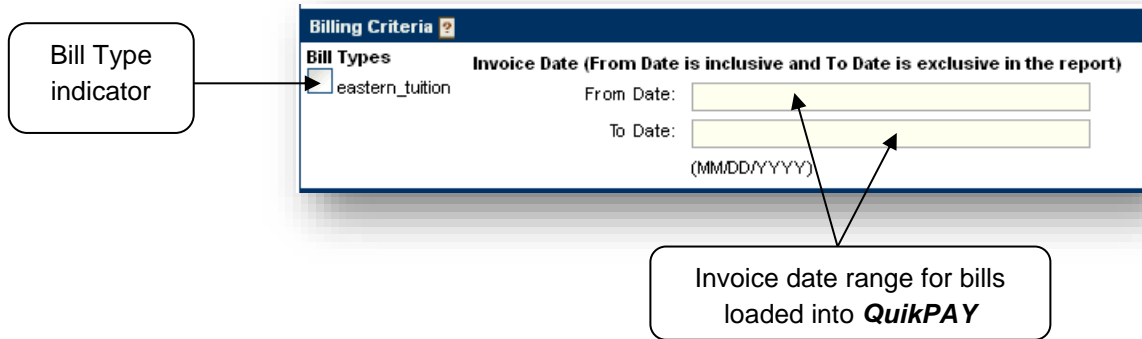 Billing Criteria ?
Bill Type
indicator
Bill Types
eastern_tuition
Invoice Date (From Date is inclusive and To Date is exclusive in the report)
From Date:
To Date:
(MM/DD/YYYY)
Invoice date range for bills
loaded into QuikPAY